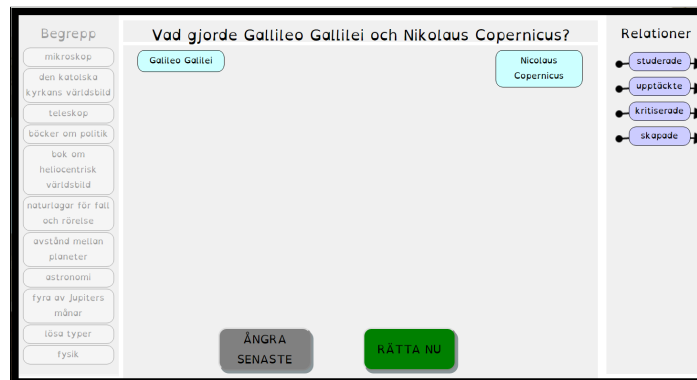 Begrepp
mikroskop
den katolska
kyrkans världsbild
teleskop
böcker om politik
bok om
heliocentrisk
världsbild
naturlagar för fall
och rörelse
avstånd mellan
planeter
astronomi
fyra av Jupiters
månar
lösa typer
fysik
Vad gjorde Gallileo Gallilei och Nikolaus Copernicus?
Galileo Galilei
Nicolaus
Copernicus
ÅNGRA
SENASTE
RÄTTA NU
Relationer
studerade
upptäckte
kritiserade
skapade